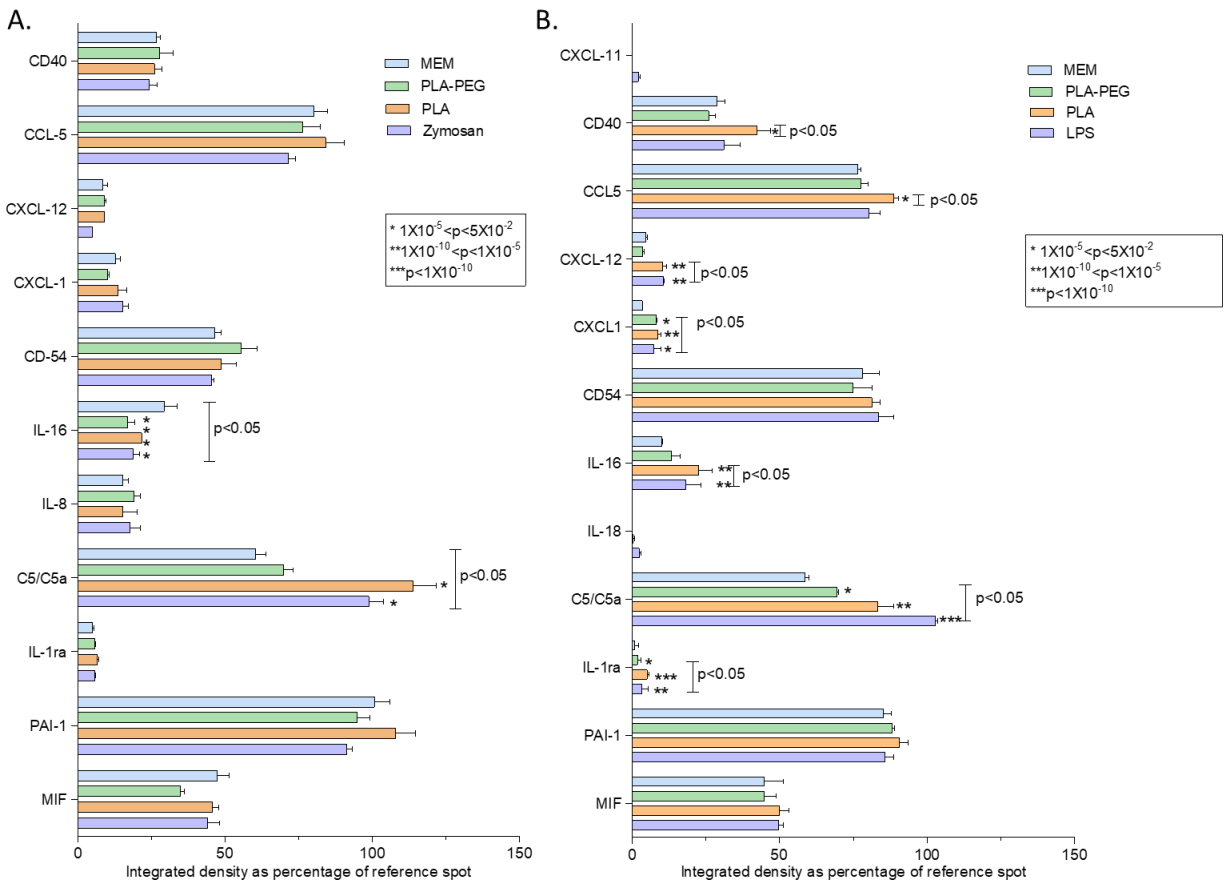 A.
CD40
CCL-5
CXCL-12
CXCL-1
CD-54
IL-16
IL-8
C5/C5a
IL-1ra
PAI-1
MIF
MEM
PLA-PEG
PLA
Zymosan
* 1X10⁻⁵<p<5X10⁻²
**1X10⁻¹⁰<p<1X10⁻⁵
***p<1X10⁻¹⁰
*
*
*
*
p<0.05
*
*
p<0.05
0
50
100
150
Integrated density as percentage of reference spot
B.
CXCL-11
CD40
CCL5
CXCL-12
CXCL1
CD54
IL-16
IL-18
C5/C5a
IL-1ra
PAI-1
MIF
MEM
PLA-PEG
PLA
LPS
* 1X10⁻⁵<p<5X10⁻²
**1X10⁻¹⁰<p<1X10⁻⁵
***p<1X10⁻¹⁰
* p<0.05
* p<0.05
**
**
p<0.05
*
**
*
p<0.05
**
**
p<0.05
*
**
***
p<0.05
*
***
**
p<0.05
0
50
100
150
Integrated density as percentage of reference spot